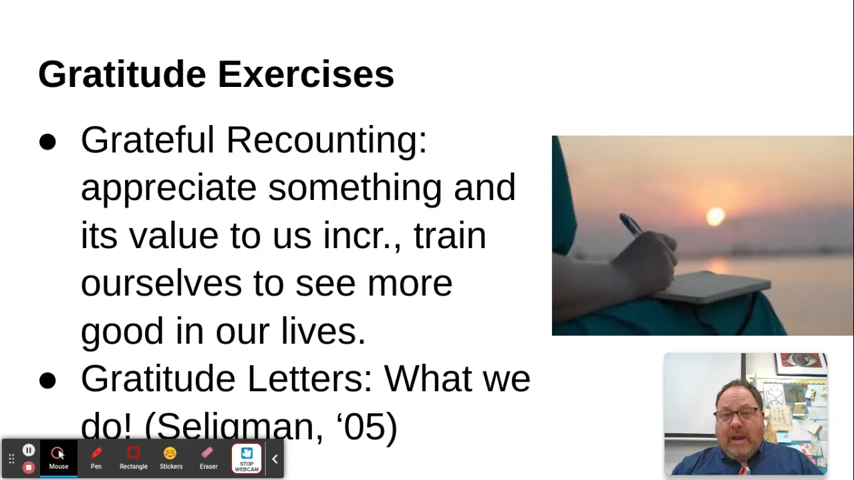 Gratitude Exercises
● Grateful Recounting:
appreciate something and
its value to us incr., train
ourselves to see more
good in our lives.
● Gratitude Letters: What we
do! (Seligman, ‘05)
Mouse
Pen
Rectangle
Stickers
Eraser
STOP
WEBCAM